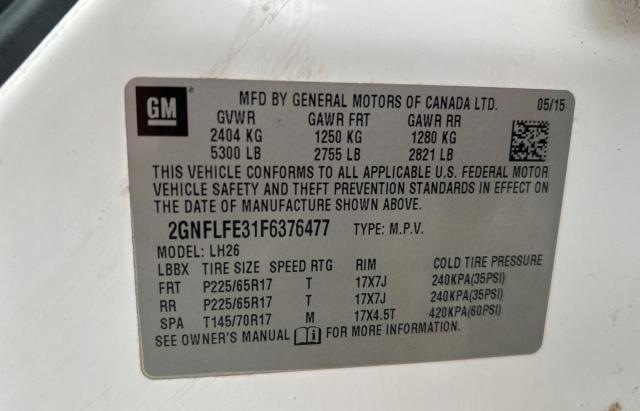 GM
MFD BY GENERAL MOTORS OF CANADA LTD. 05/15
GVWR GAWR FRT GAWR RR
2404 KG 1250 KG 1280 KG
5300 LB 2755 LB 2821 LB
THIS VEHICLE CONFORMS TO ALL APPLICABLE U.S. FEDERAL MOTOR
VEHICLE SAFETY AND THEFT PREVENTION STANDARDS IN EFFECT ON
THE DATE OF MANUFACTURE SHOWN ABOVE.
2GNFLFE31F6376477 TYPE: M.P.V.
MODEL: LH26
LBBX TIRE SIZE SPEED RTG RIM COLD TIRE PRESSURE
FRT P225/65R17 T 17X7J 240KPA(35PSI)
RR P225/65R17 T 17X7J 240KPA(35PSI)
SPA T145/70R17 M 17X4.5T 420KPA(60PSI)
SEE OWNER'S MANUAL FOR MORE INFORMATION.